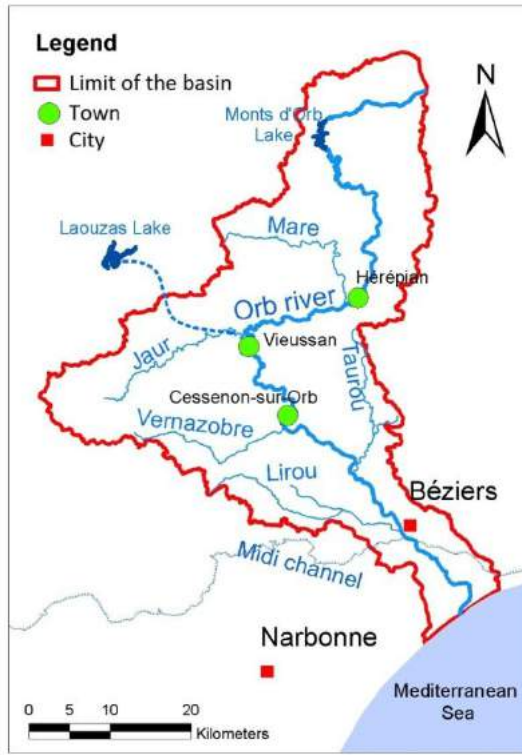 Legend
Limit of the basin
Town
City
N
Monts d'Orb
Lake
Laouzas Lake
Mare
Hérépian
Orb river
Vieussan
Jaur
Taurou
Cessenon-sur-Orb
Vernazobre
Lirou
Béziers
Midi channel
Narbonne
Mediterranean
Sea
0 5 10 20
Kilometers